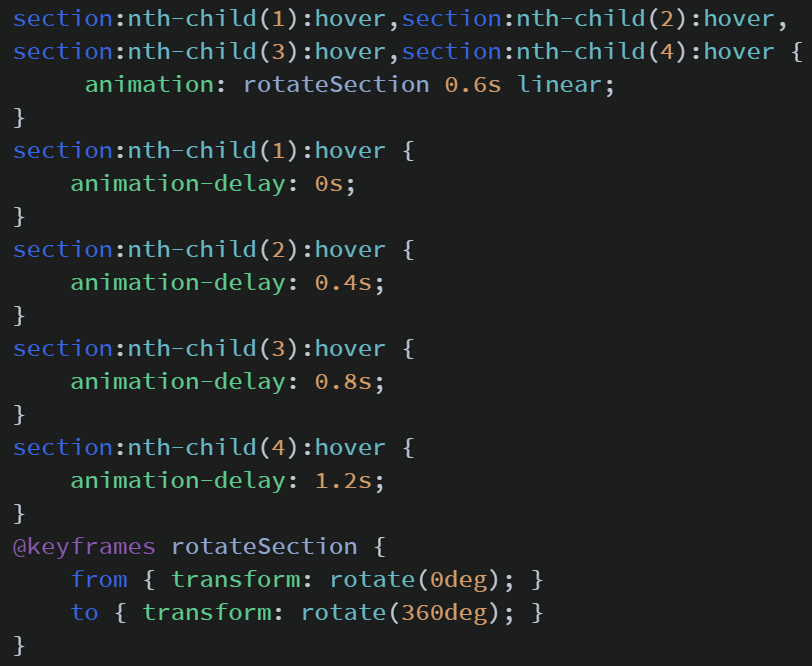 section:nth-child(1):hover,section:nth-child(2):hover,
section:nth-child(3):hover,section:nth-child(4):hover {
     animation: rotateSection 0.6s linear;
}
section:nth-child(1):hover {
    animation-delay: 0s;
}
section:nth-child(2):hover {
    animation-delay: 0.4s;
}
section:nth-child(3):hover {
    animation-delay: 0.8s;
}
section:nth-child(4):hover {
    animation-delay: 1.2s;
}
@keyframes rotateSection {
    from { transform: rotate(0deg); }
    to { transform: rotate(360deg); }
}